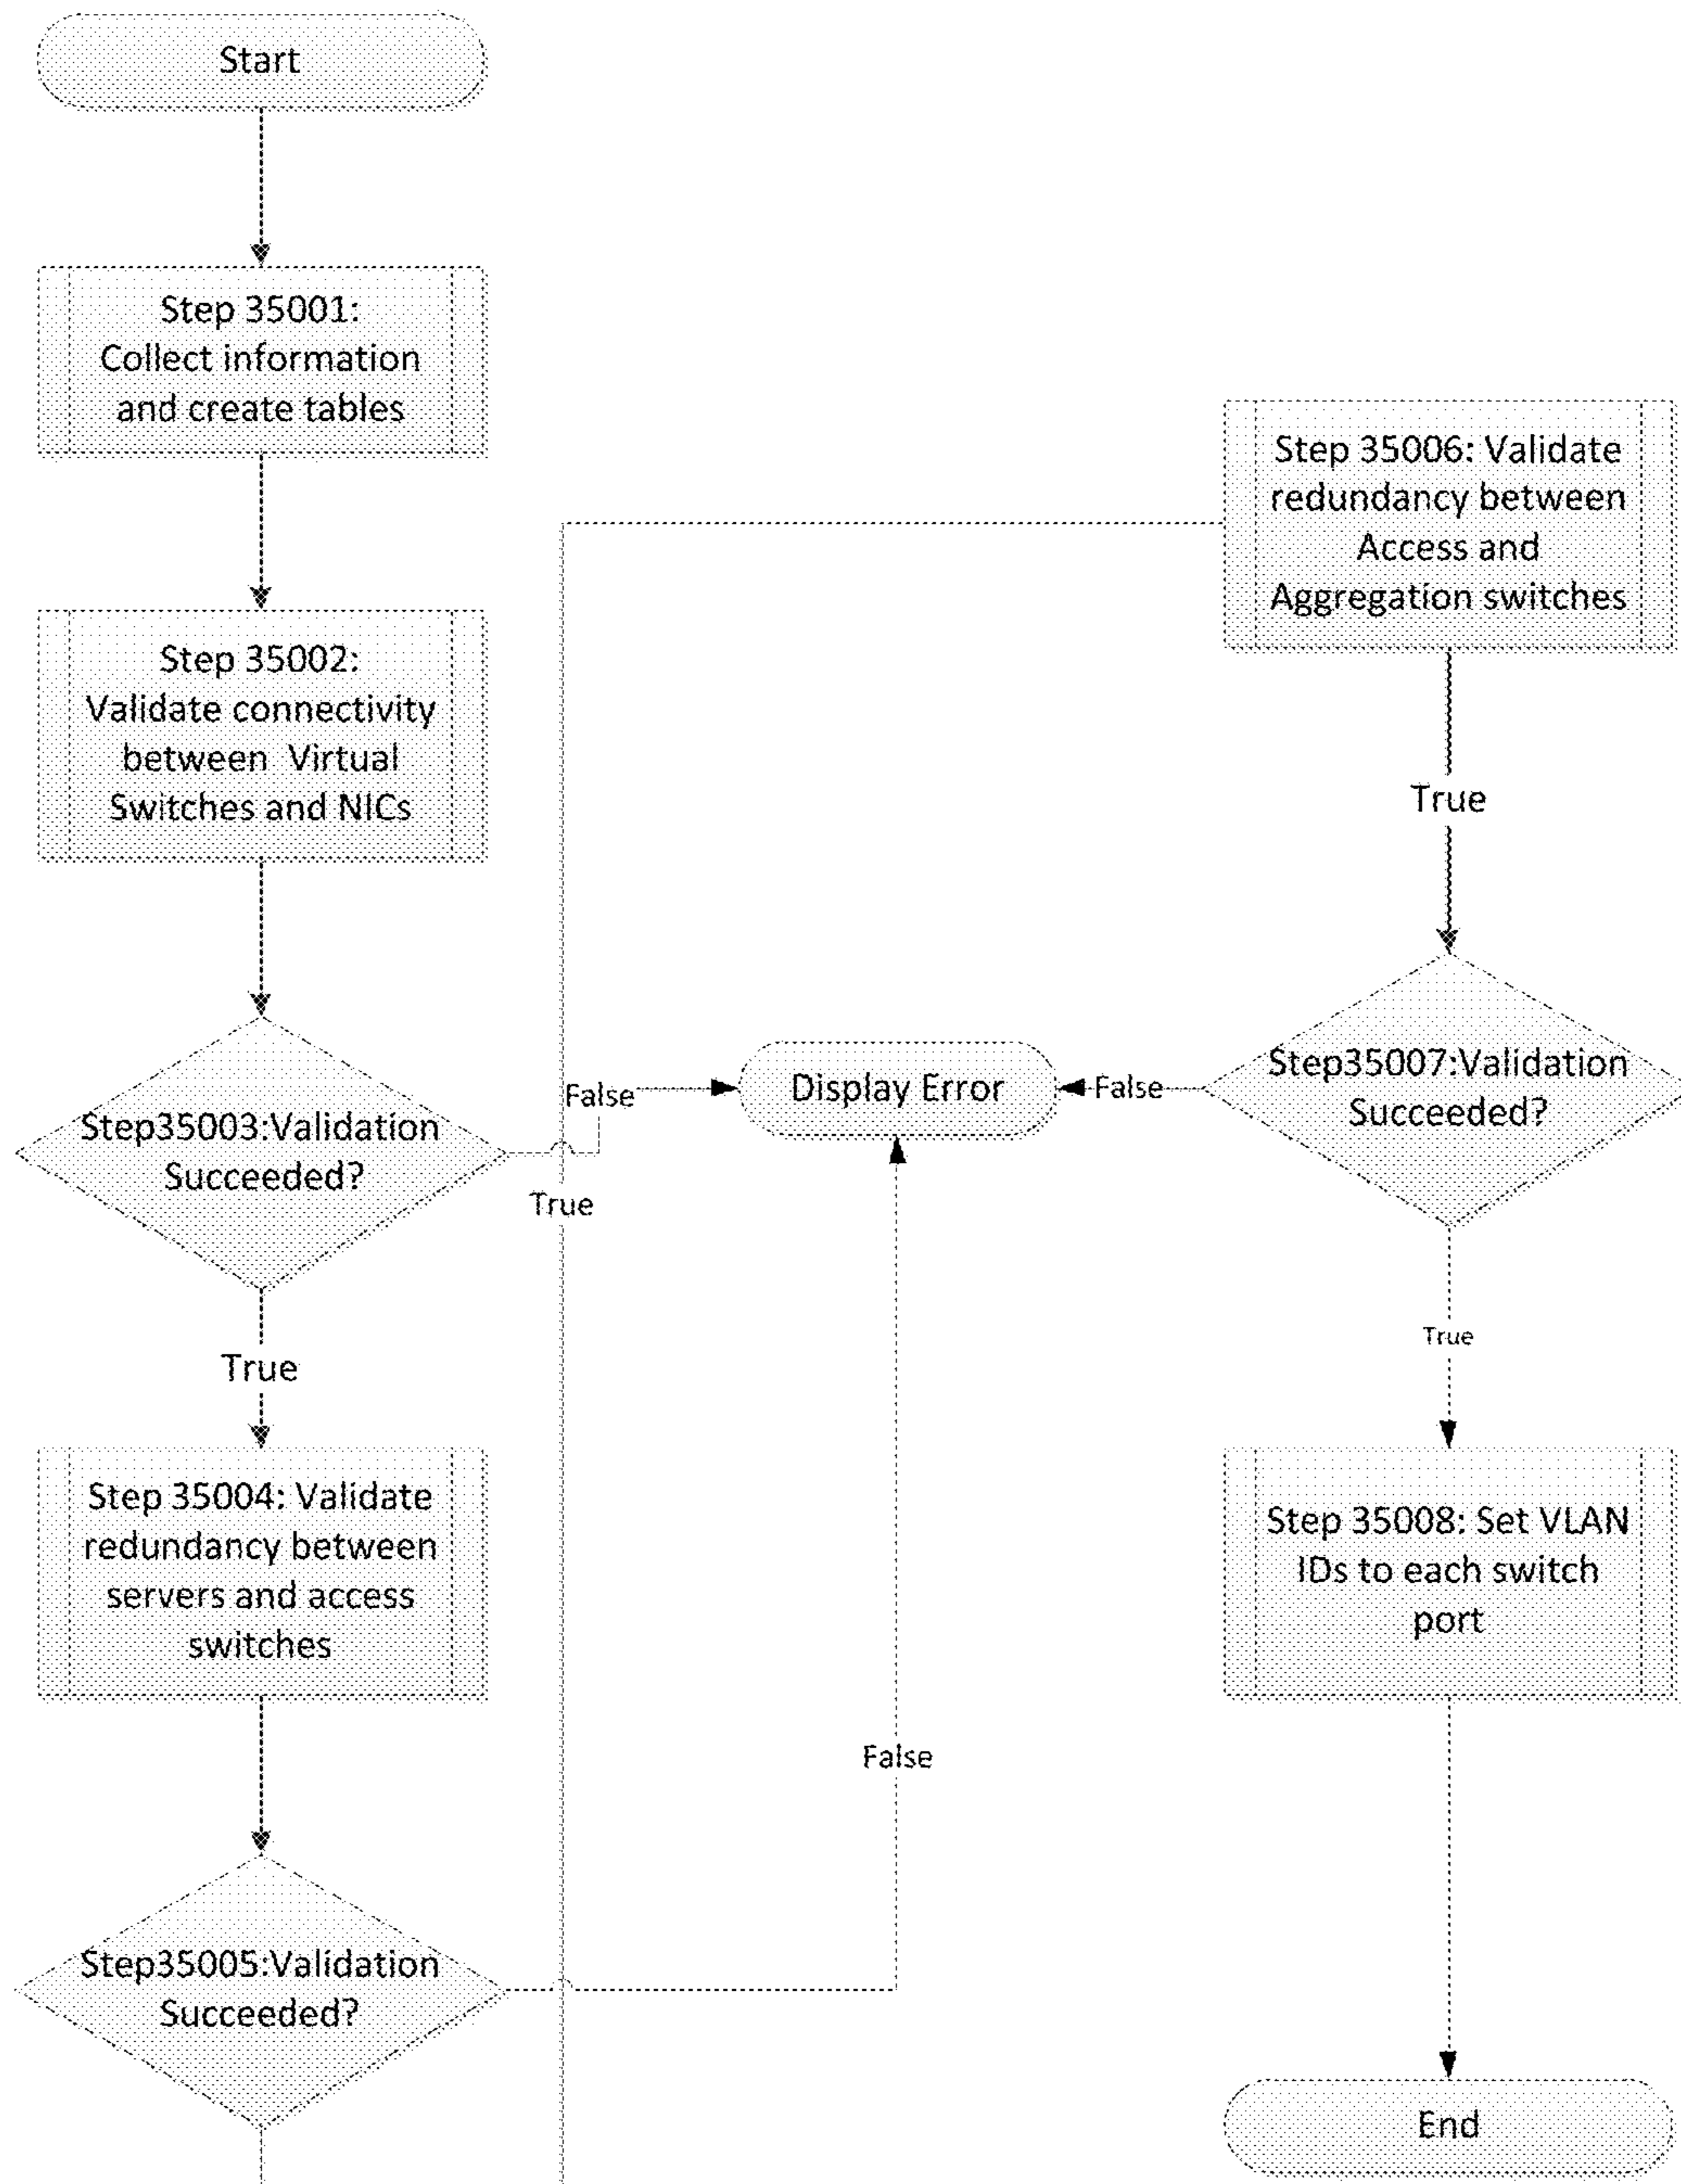 Start
Step 35001:
Collect information
and create tables
Step 35002:
Validate connectivity
between Virtual
Switches and NICs
Step35003:Validation
Succeeded?
False
True
True
Step 35004: Validate
redundancy between
servers and access
switches
Step35005:Validation
Succeeded?
False
Display Error
Step 35006: Validate
redundancy between
Access and
Aggregation switches
True
Step35007:Validation
Succeeded?
False
True
Step 35008: Set VLAN
IDs to each switch
port
End